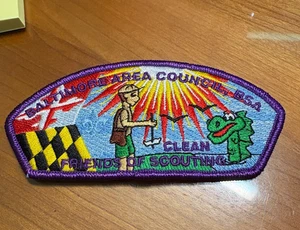 BALTIMORE AREA COUNCIL, BSA
CLEAN
FRIENDS OF SCOUTING